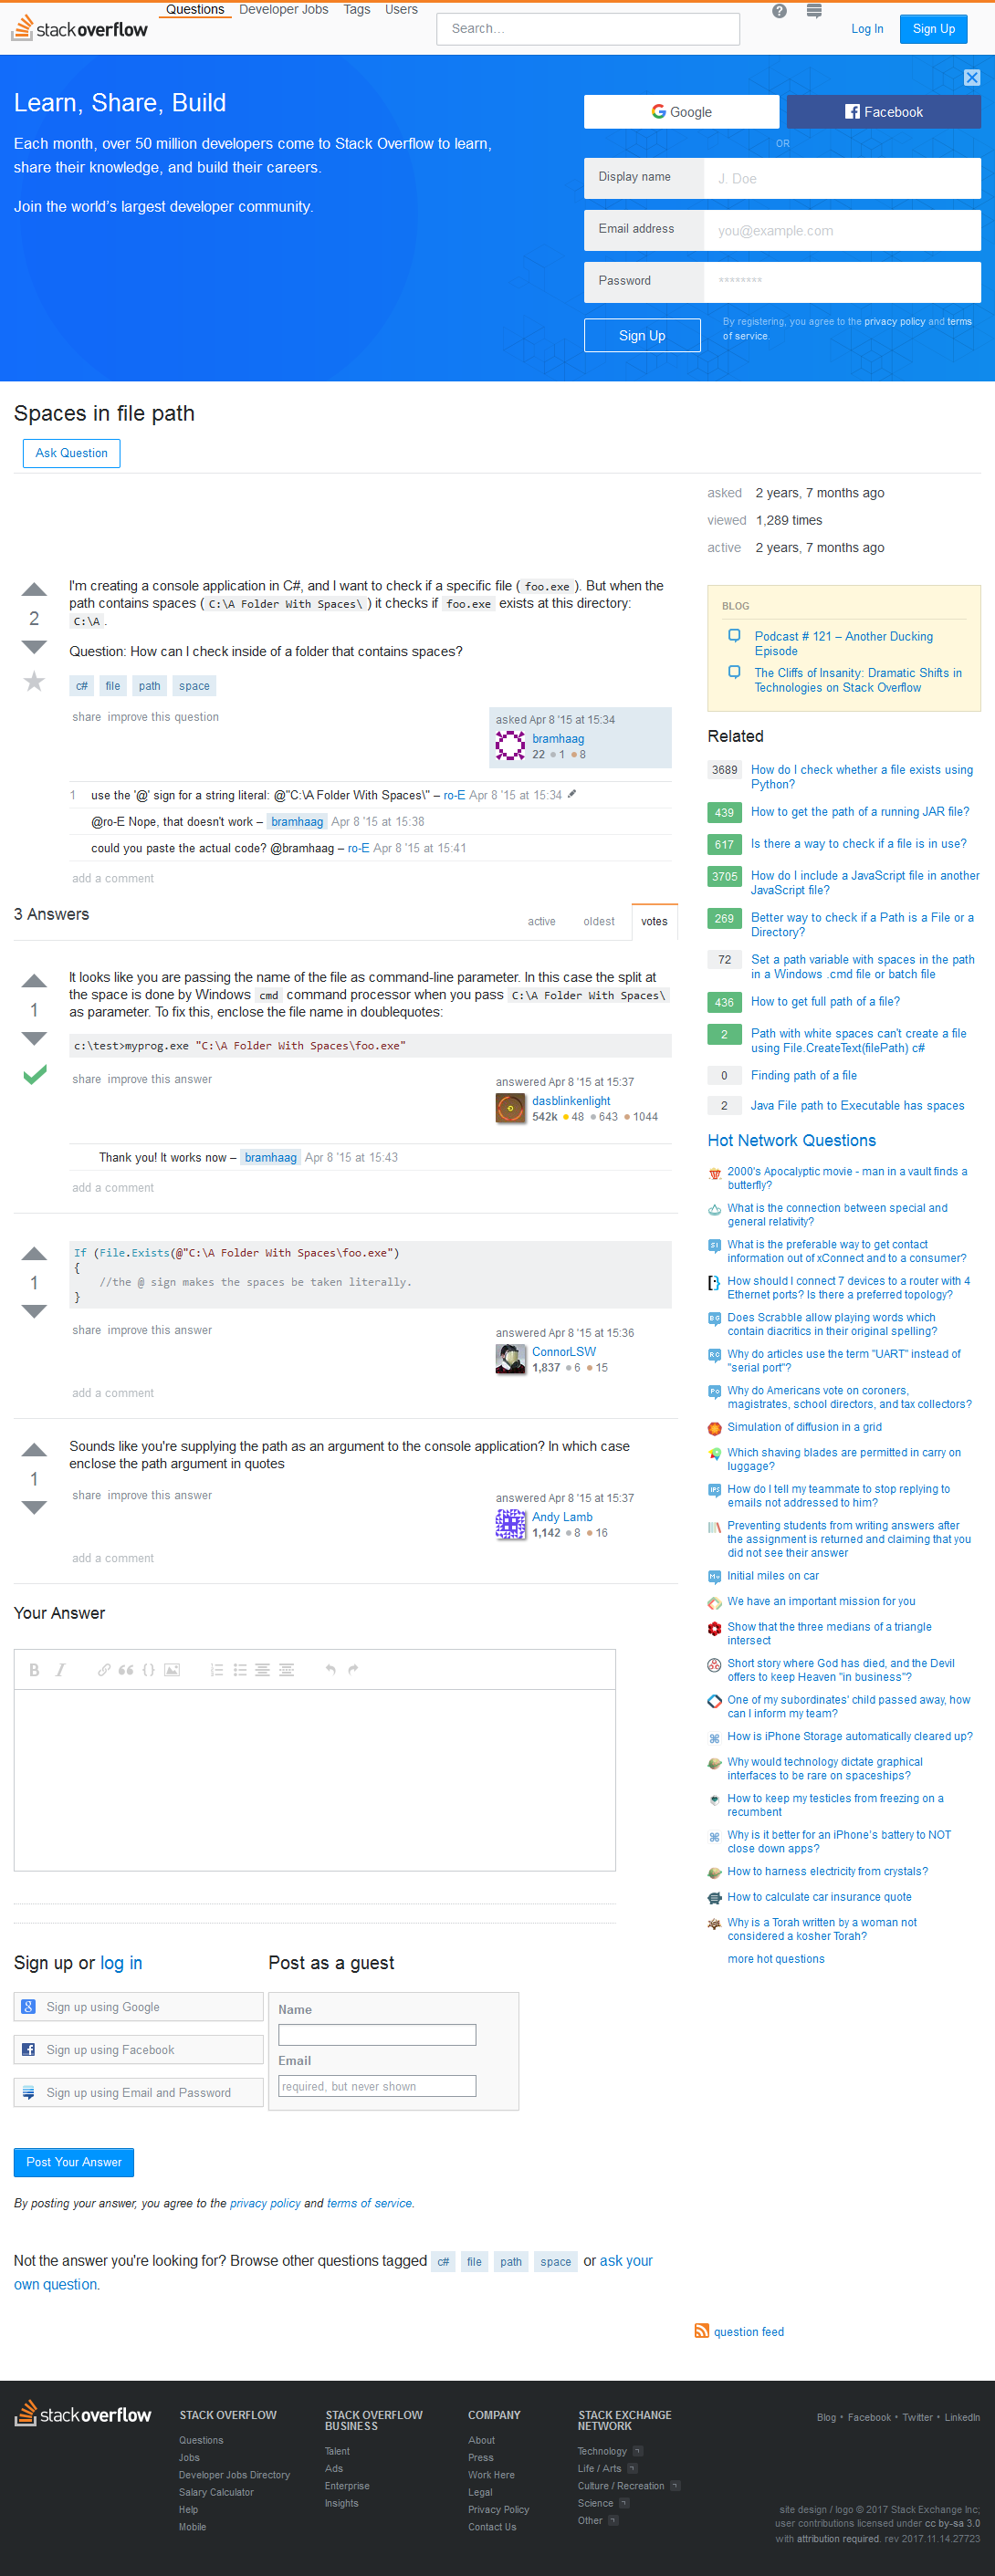 stackoverflow
Questions
Developer Jobs
Tags
Users
Search...
?
Log In
Sign Up
Learn, Share, Build
Each month, over 50 million developers come to Stack Overflow to learn,
share their knowledge, and build their careers.
Join the world's largest developer community.
Google
Facebook
OR
Display name
J. Doe
Email address
you@example.com
Password
********
Sign Up
By registering, you agree to the privacy policy and terms
of service.
Spaces in file path
Ask Question
asked 2 years, 7 months ago
viewed 1,289 times
active 2 years, 7 months ago
2
I'm creating a console application in C#, and I want to check if a specific file ( foo.exe ). But when the
path contains spaces ( C:\A Folder With Spaces\ ) it checks if foo.exe exists at this directory:
C:\A .
Question: How can I check inside of a folder that contains spaces?
c# file path space
share improve this question
asked Apr 8 '15 at 15:34
bramhaag
22 1 8
1 use the '@' sign for a string literal: @"C:\A Folder With Spaces\" – ro-E Apr 8 '15 at 15:34
@ro-E Nope, that doesn't work – bramhaag Apr 8 '15 at 15:38
could you paste the actual code? @bramhaag – ro-E Apr 8 '15 at 15:41
add a comment
3 Answers
active oldest votes
1
It looks like you are passing the name of the file as command-line parameter. In this case the split at
the space is done by Windows cmd command processor when you pass C:\A Folder With Spaces\
as parameter. To fix this, enclose the file name in doublequotes:
c:\test>myprog.exe "C:\A Folder With Spaces\foo.exe"
share improve this answer
answered Apr 8 '15 at 15:37
dasblinkenlight
542k 48 643 1044
Thank you! It works now – bramhaag Apr 8 '15 at 15:43
add a comment
1
If (File.Exists(@"C:\A Folder With Spaces\foo.exe")
{
//the @ sign makes the spaces be taken literally.
}
share improve this answer
answered Apr 8 '15 at 15:36
ConnorLSW
1,837 6 15
add a comment
1
Sounds like you're supplying the path as an argument to the console application? In which case
enclose the path argument in quotes
share improve this answer
answered Apr 8 '15 at 15:37
Andy Lamb
1,142 8 16
add a comment
Your Answer
B I
Sign up or log in
Sign up using Google
Sign up using Facebook
Sign up using Email and Password
Post as a guest
Name
Email
required, but never shown
Post Your Answer
By posting your answer, you agree to the privacy policy and terms of service.
Not the answer you're looking for? Browse other questions tagged c# file path space or ask your
own question.
BLOG
Podcast # 121 – Another Ducking
Episode
The Cliffs of Insanity: Dramatic Shifts in
Technologies on Stack Overflow
Related
3689 How do I check whether a file exists using
Python?
439 How to get the path of a running JAR file?
617 Is there a way to check if a file is in use?
3705 How do I include a JavaScript file in another
JavaScript file?
269 Better way to check if a Path is a File or a
Directory?
72 Set a path variable with spaces in the path
in a Windows .cmd file or batch file
436 How to get full path of a file?
2 Path with white spaces can't create a file
using File.CreateText(filePath) c#
0 Finding path of a file
2 Java File path to Executable has spaces
Hot Network Questions
2000's Apocalyptic movie - man in a vault finds a
butterfly?
What is the connection between special and
general relativity?
What is the preferable way to get contact
information out of xConnect and to a consumer?
How should I connect 7 devices to a router with 4
Ethernet ports? Is there a preferred topology?
Does Scrabble allow playing words which
contain diacritics in their original spelling?
Why do articles use the term "UART" instead of
"serial port"?
Why do Americans vote on coroners,
magistrates, school directors, and tax collectors?
Simulation of diffusion in a grid
Which shaving blades are permitted in carry on
luggage?
How do I tell my teammate to stop replying to
emails not addressed to him?
Preventing students from writing answers after
the assignment is returned and claiming that you
did not see their answer
Initial miles on car
We have an important mission for you
Show that the three medians of a triangle
intersect
Short story where God has died, and the Devil
offers to keep Heaven "in business"?
One of my subordinates' child passed away, how
can I inform my team?
How is iPhone Storage automatically cleared up?
Why would technology dictate graphical
interfaces to be rare on spaceships?
How to keep my testicles from freezing on a
recumbent
Why is it better for an iPhone's battery to NOT
close down apps?
How to harness electricity from crystals?
How to calculate car insurance quote
Why is a Torah written by a woman not
considered a kosher Torah?
more hot questions
question feed
stackoverflow
STACK OVERFLOW
Questions
Jobs
Developer Jobs Directory
Salary Calculator
Help
Mobile
STACK OVERFLOW
BUSINESS
Talent
Ads
Enterprise
Insights
COMPANY
About
Press
Work Here
Legal
Privacy Policy
Contact Us
STACK EXCHANGE
NETWORK
Technology
Life / Arts
Culture / Recreation
Science
Other
Blog • Facebook • Twitter • LinkedIn
site design / logo © 2017 Stack Exchange Inc;
user contributions licensed under cc by-sa 3.0
with attribution required. rev 2017.11.14.27723